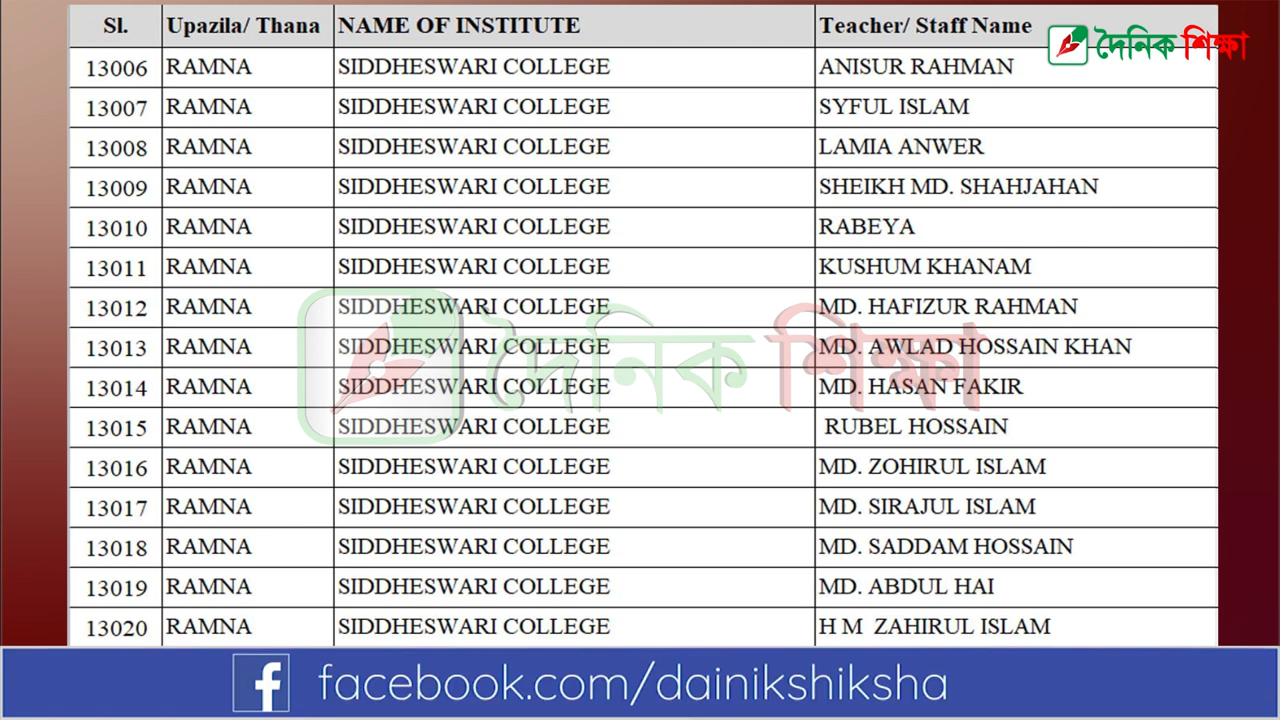 Sl. Upazila/ Thana NAME OF INSTITUTE Teacher/ Staff Name
দৈনিক শিক্ষা
13006 RAMNA SIDDHESWARI COLLEGE ANISUR RAHMAN
13007 RAMNA SIDDHESWARI COLLEGE SYFUL ISLAM
13008 RAMNA SIDDHESWARI COLLEGE LAMIA ANWER
13009 RAMNA SIDDHESWARI COLLEGE SHEIKH MD. SHAHJAHAN
13010 RAMNA SIDDHESWARI COLLEGE RABEYA
13011 RAMNA SIDDHESWARI COLLEGE KUSHUM KHANAM
13012 RAMNA SIDDHESWARI COLLEGE MD. HAFIZUR RAHMAN
13013 RAMNA SIDDHESWARI COLLEGE MD. AWLAD HOSSAIN KHAN
দৈনিক শিক্ষা
13014 RAMNA SIDDHESWARI COLLEGE MD. HASAN FAKIR
13015 RAMNA SIDDHESWARI COLLEGE RUBEL HOSSAIN
13016 RAMNA SIDDHESWARI COLLEGE MD. ZOHIRUL ISLAM
13017 RAMNA SIDDHESWARI COLLEGE MD. SIRAJUL ISLAM
13018 RAMNA SIDDHESWARI COLLEGE MD. SADDAM HOSSAIN
13019 RAMNA SIDDHESWARI COLLEGE MD. ABDUL HAI
13020 RAMNA SIDDHESWARI COLLEGE H M ZAHIRUL ISLAM
facebook.com/dainikshiksha